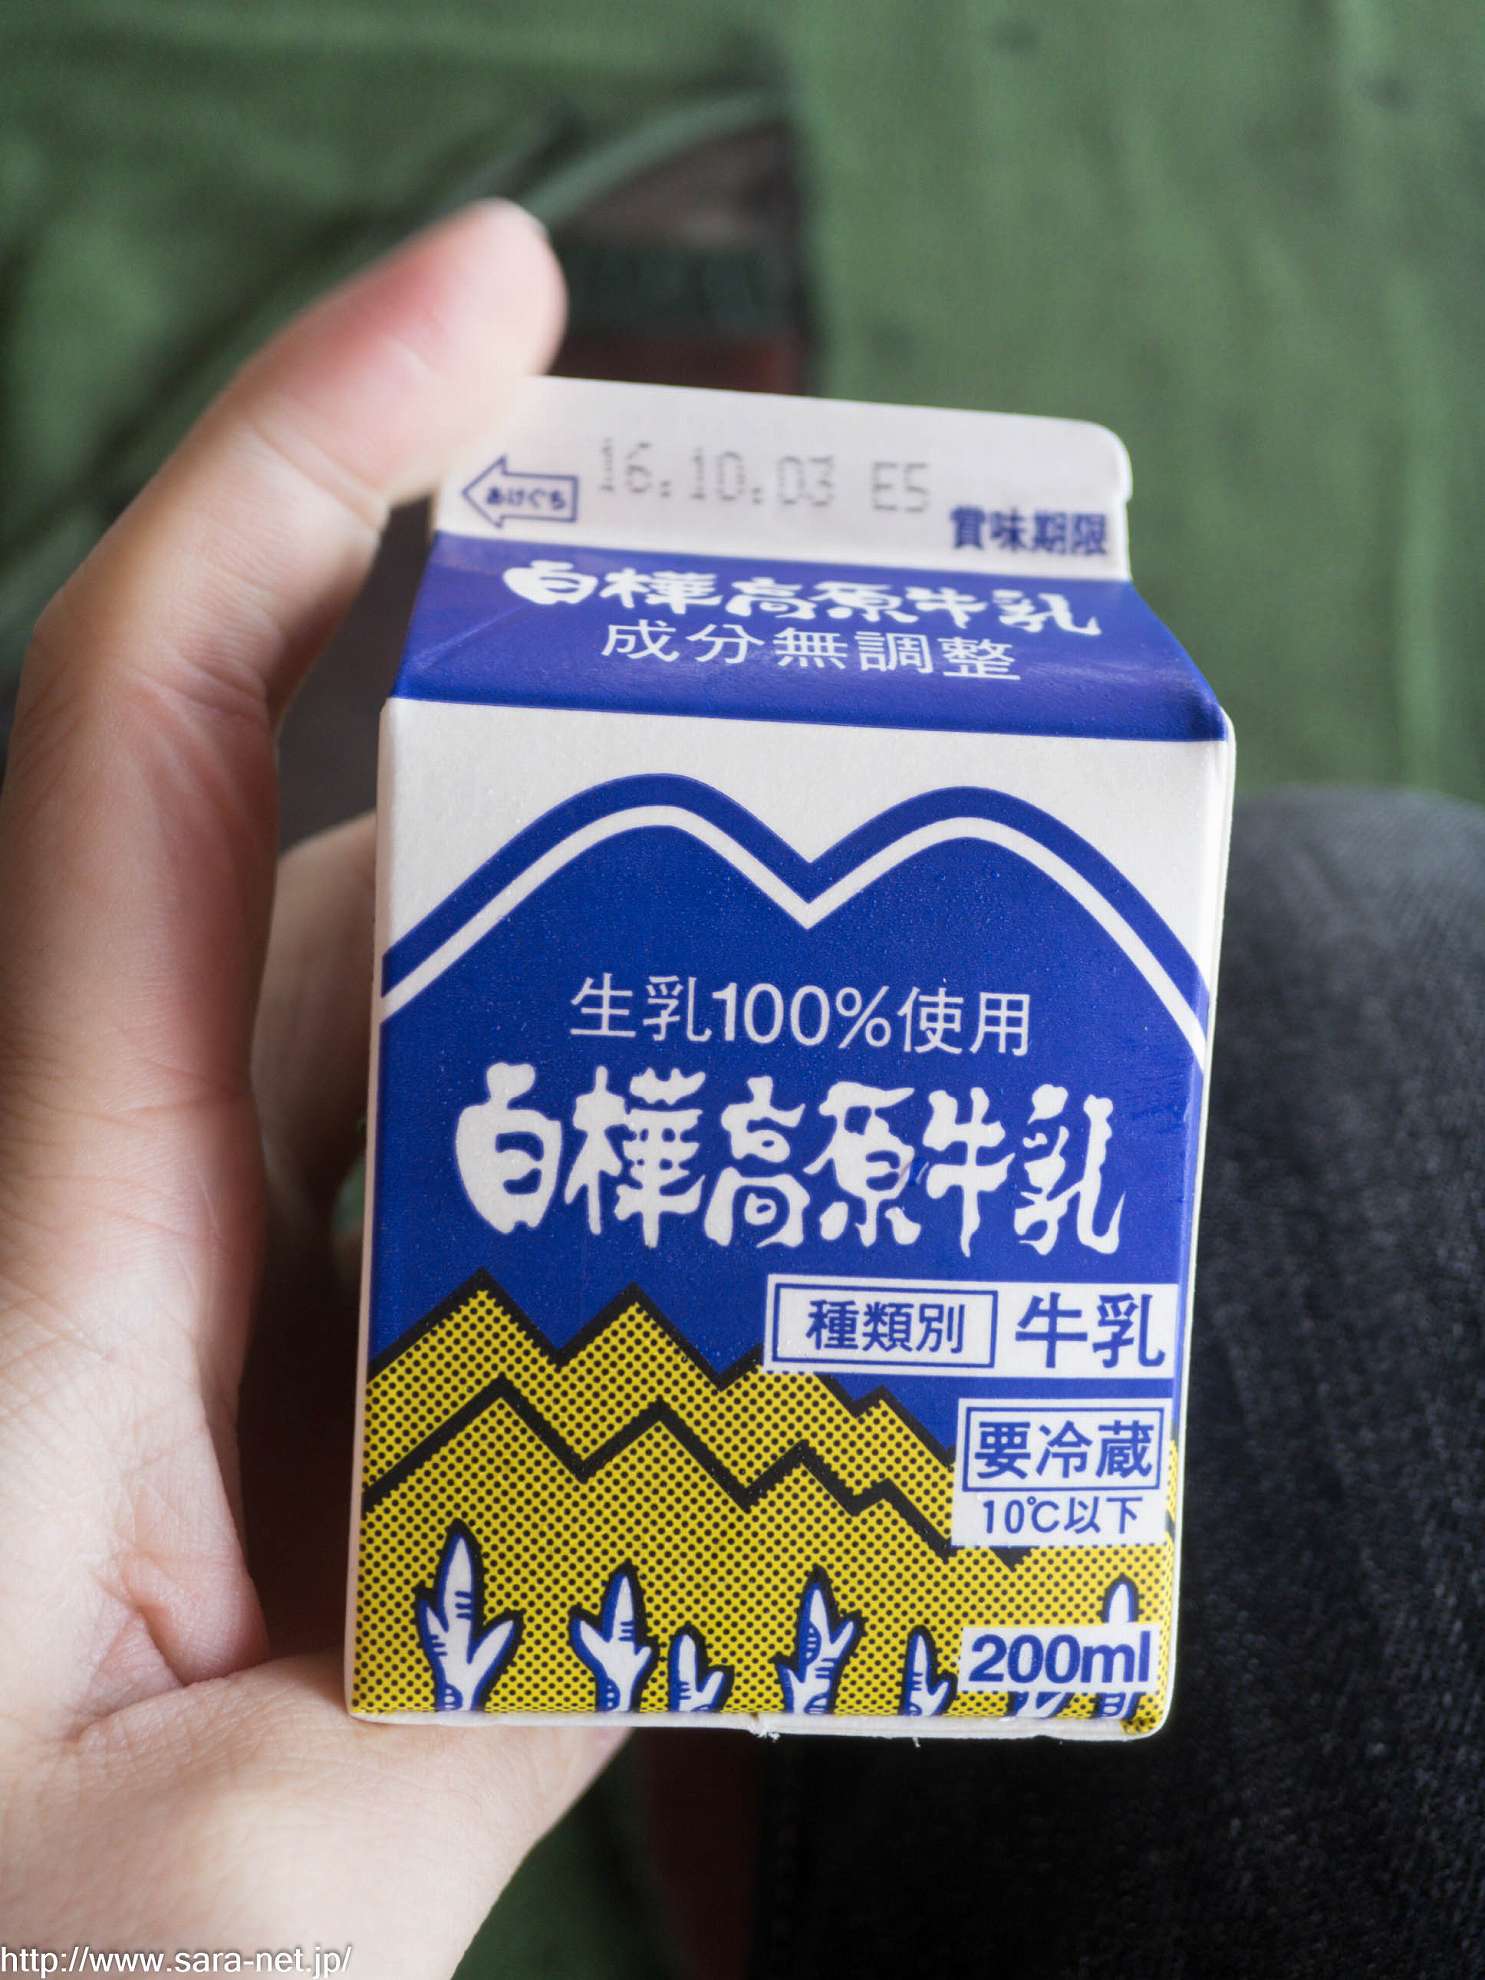 16.10.03 E5
あけぐち
賞味期限
白樺高原牛乳
成分無調整
生乳100%使用
白樺高原牛乳
種類別 牛乳
要冷蔵
10℃以下
200ml
http://www.sara-net.jp/